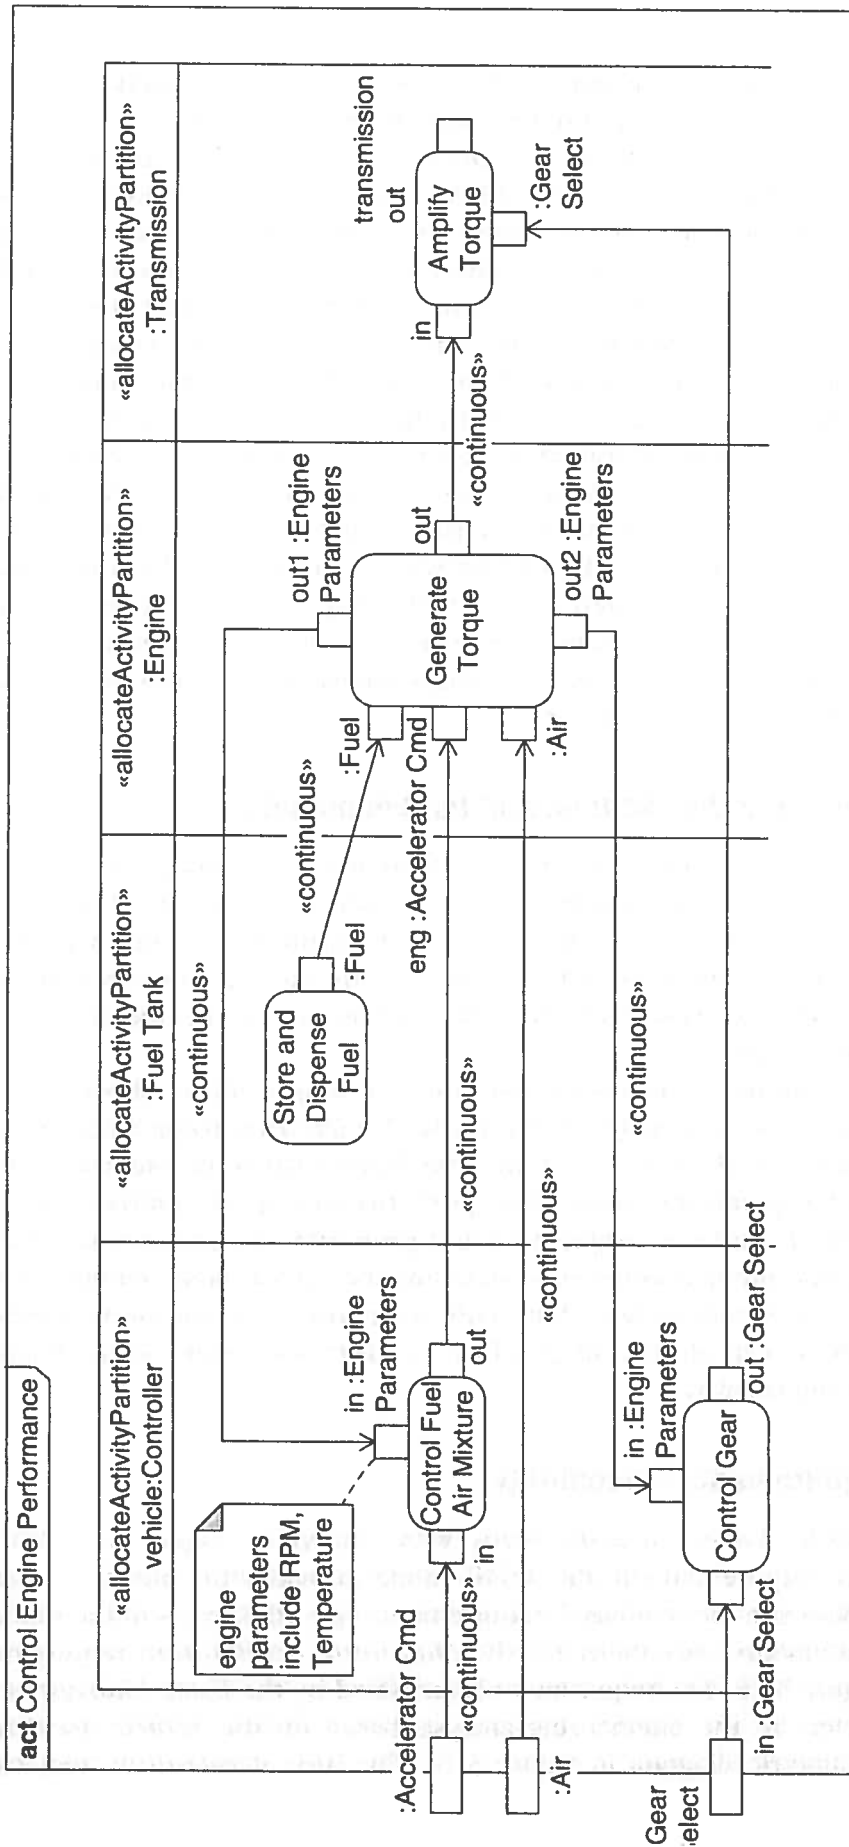 act Control Engine Performance
«allocateActivityPartition»
vehicle:Controller
«allocateActivityPartition»
:Fuel Tank
«allocateActivityPartition»
:Engine
«allocateActivityPartition»
:Transmission
engine
parameters
include RPM,
Temperature
in :Engine
Parameters
«continuous»
out1 :Engine
Parameters
Store and
Dispense
Fuel
:Fuel
«continuous»
:Fuel
:Accelerator Cmd
«continuous»
in
Control Fuel
Air Mixture
out
«continuous»
eng :Accelerator Cmd
Generate
Torque
out
«continuous»
in
Amplify
Torque
transmission
out
:Gear
Select
:Air
«continuous»
:Air
out2 :Engine
Parameters
«continuous»
in :Engine
Parameters
Gear
elect
in :Gear Select
Control Gear
out :Gear Select